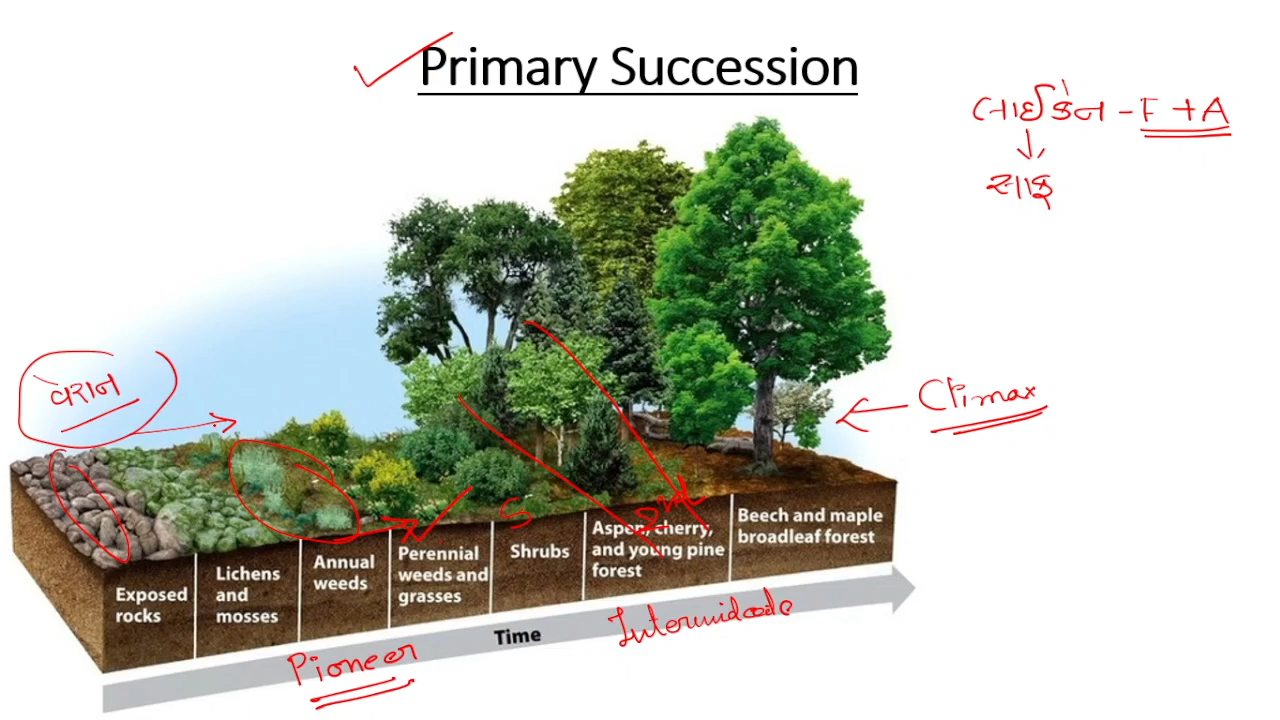 Primary Succession
લાઈકેન - F + A
વેરાન
Climax
Exposed
rocks
Lichens
and
mosses
Annual
weeds
Perennial
weeds and
grasses
S
Shrubs
Aspen, cherry,
and young pine
forest
Beech and maple
broadleaf forest
Time
Pioneer